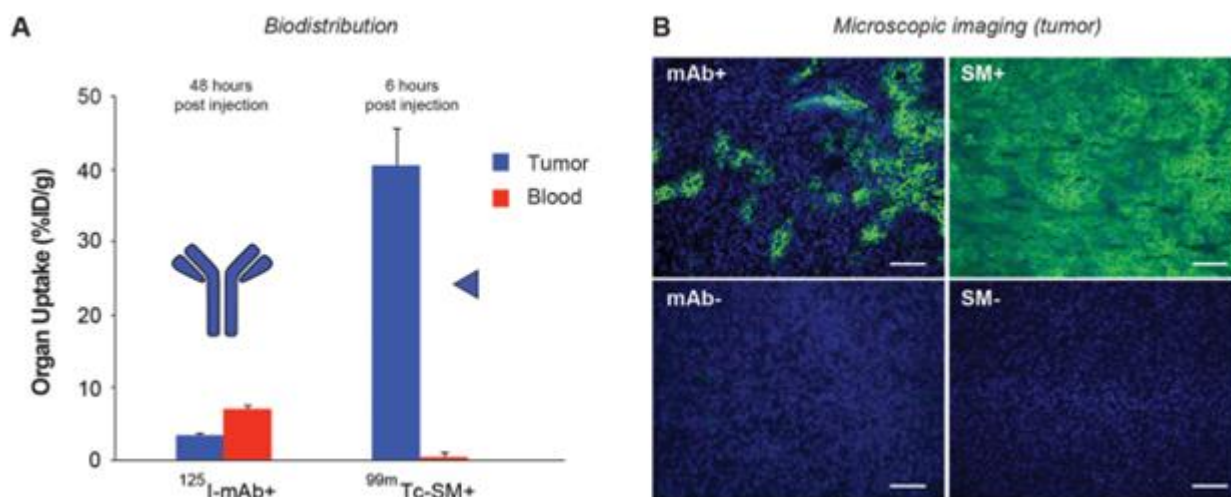 A
Biodistribution
48 hours
post injection
6 hours
post injection
Organ Uptake (%ID/g)
50
40
30
20
10
0
Tumor
Blood
125I-mAb+
99mTc-SM+
B
Microscopic imaging (tumor)
mAb+
SM+
mAb-
SM-